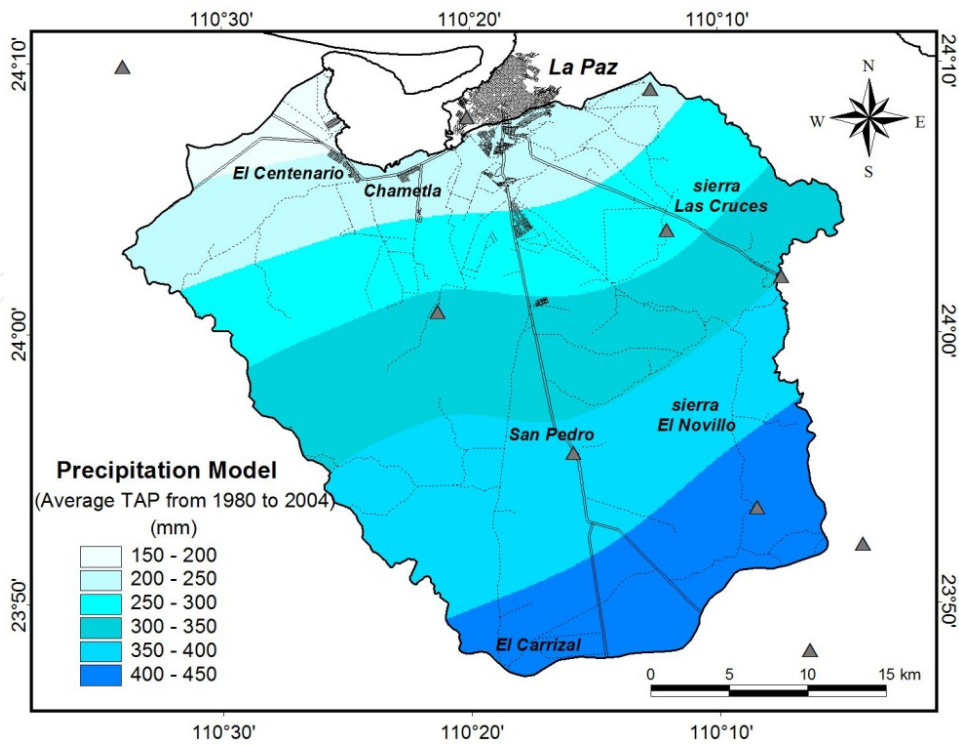 110°30' 110°20' 110°10'
24°10' 24°10'
La Paz
N
W E
S
El Centenario
Chametla
sierra
Las Cruces
24°00' 24°00'
sierra
El Novillo
San Pedro
Precipitation Model
(Average TAP from 1980 to 2004)
(mm)
150 - 200
200 - 250
250 - 300
300 - 350
350 - 400
400 - 450
23°50' 23°50'
El Carrizal
0 5 10 15 km
110°30' 110°20' 110°10'